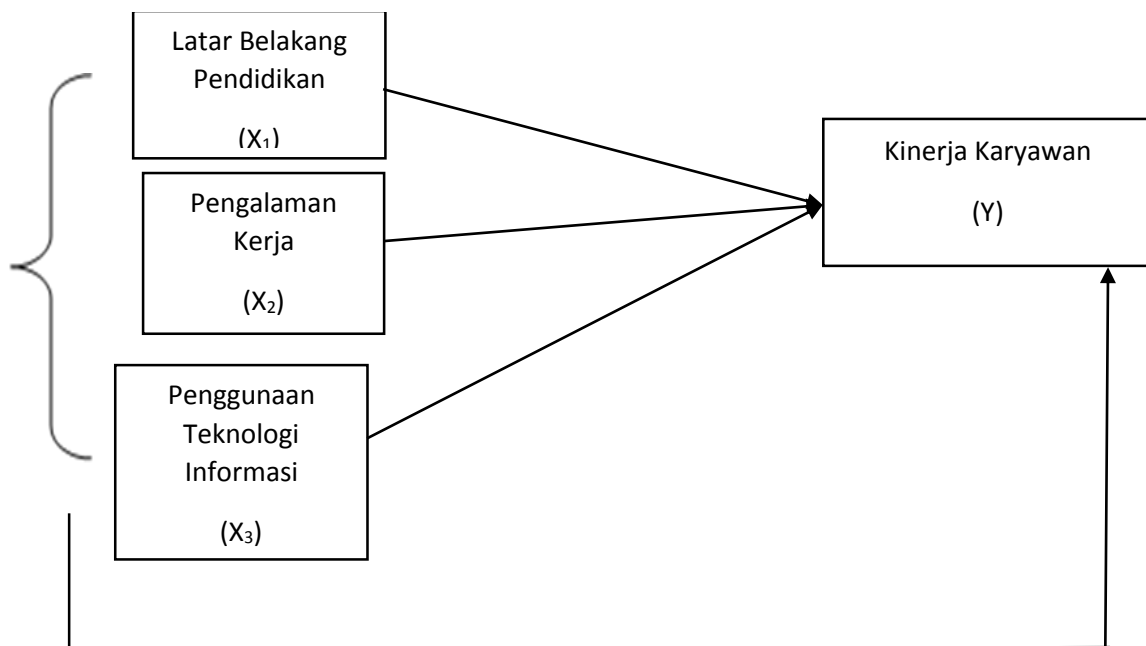 Latar Belakang
Pendidikan
(X₁)
Pengalaman
Kerja
(X₂)
Penggunaan
Teknologi
Informasi
(X₃)
Kinerja Karyawan
(Y)